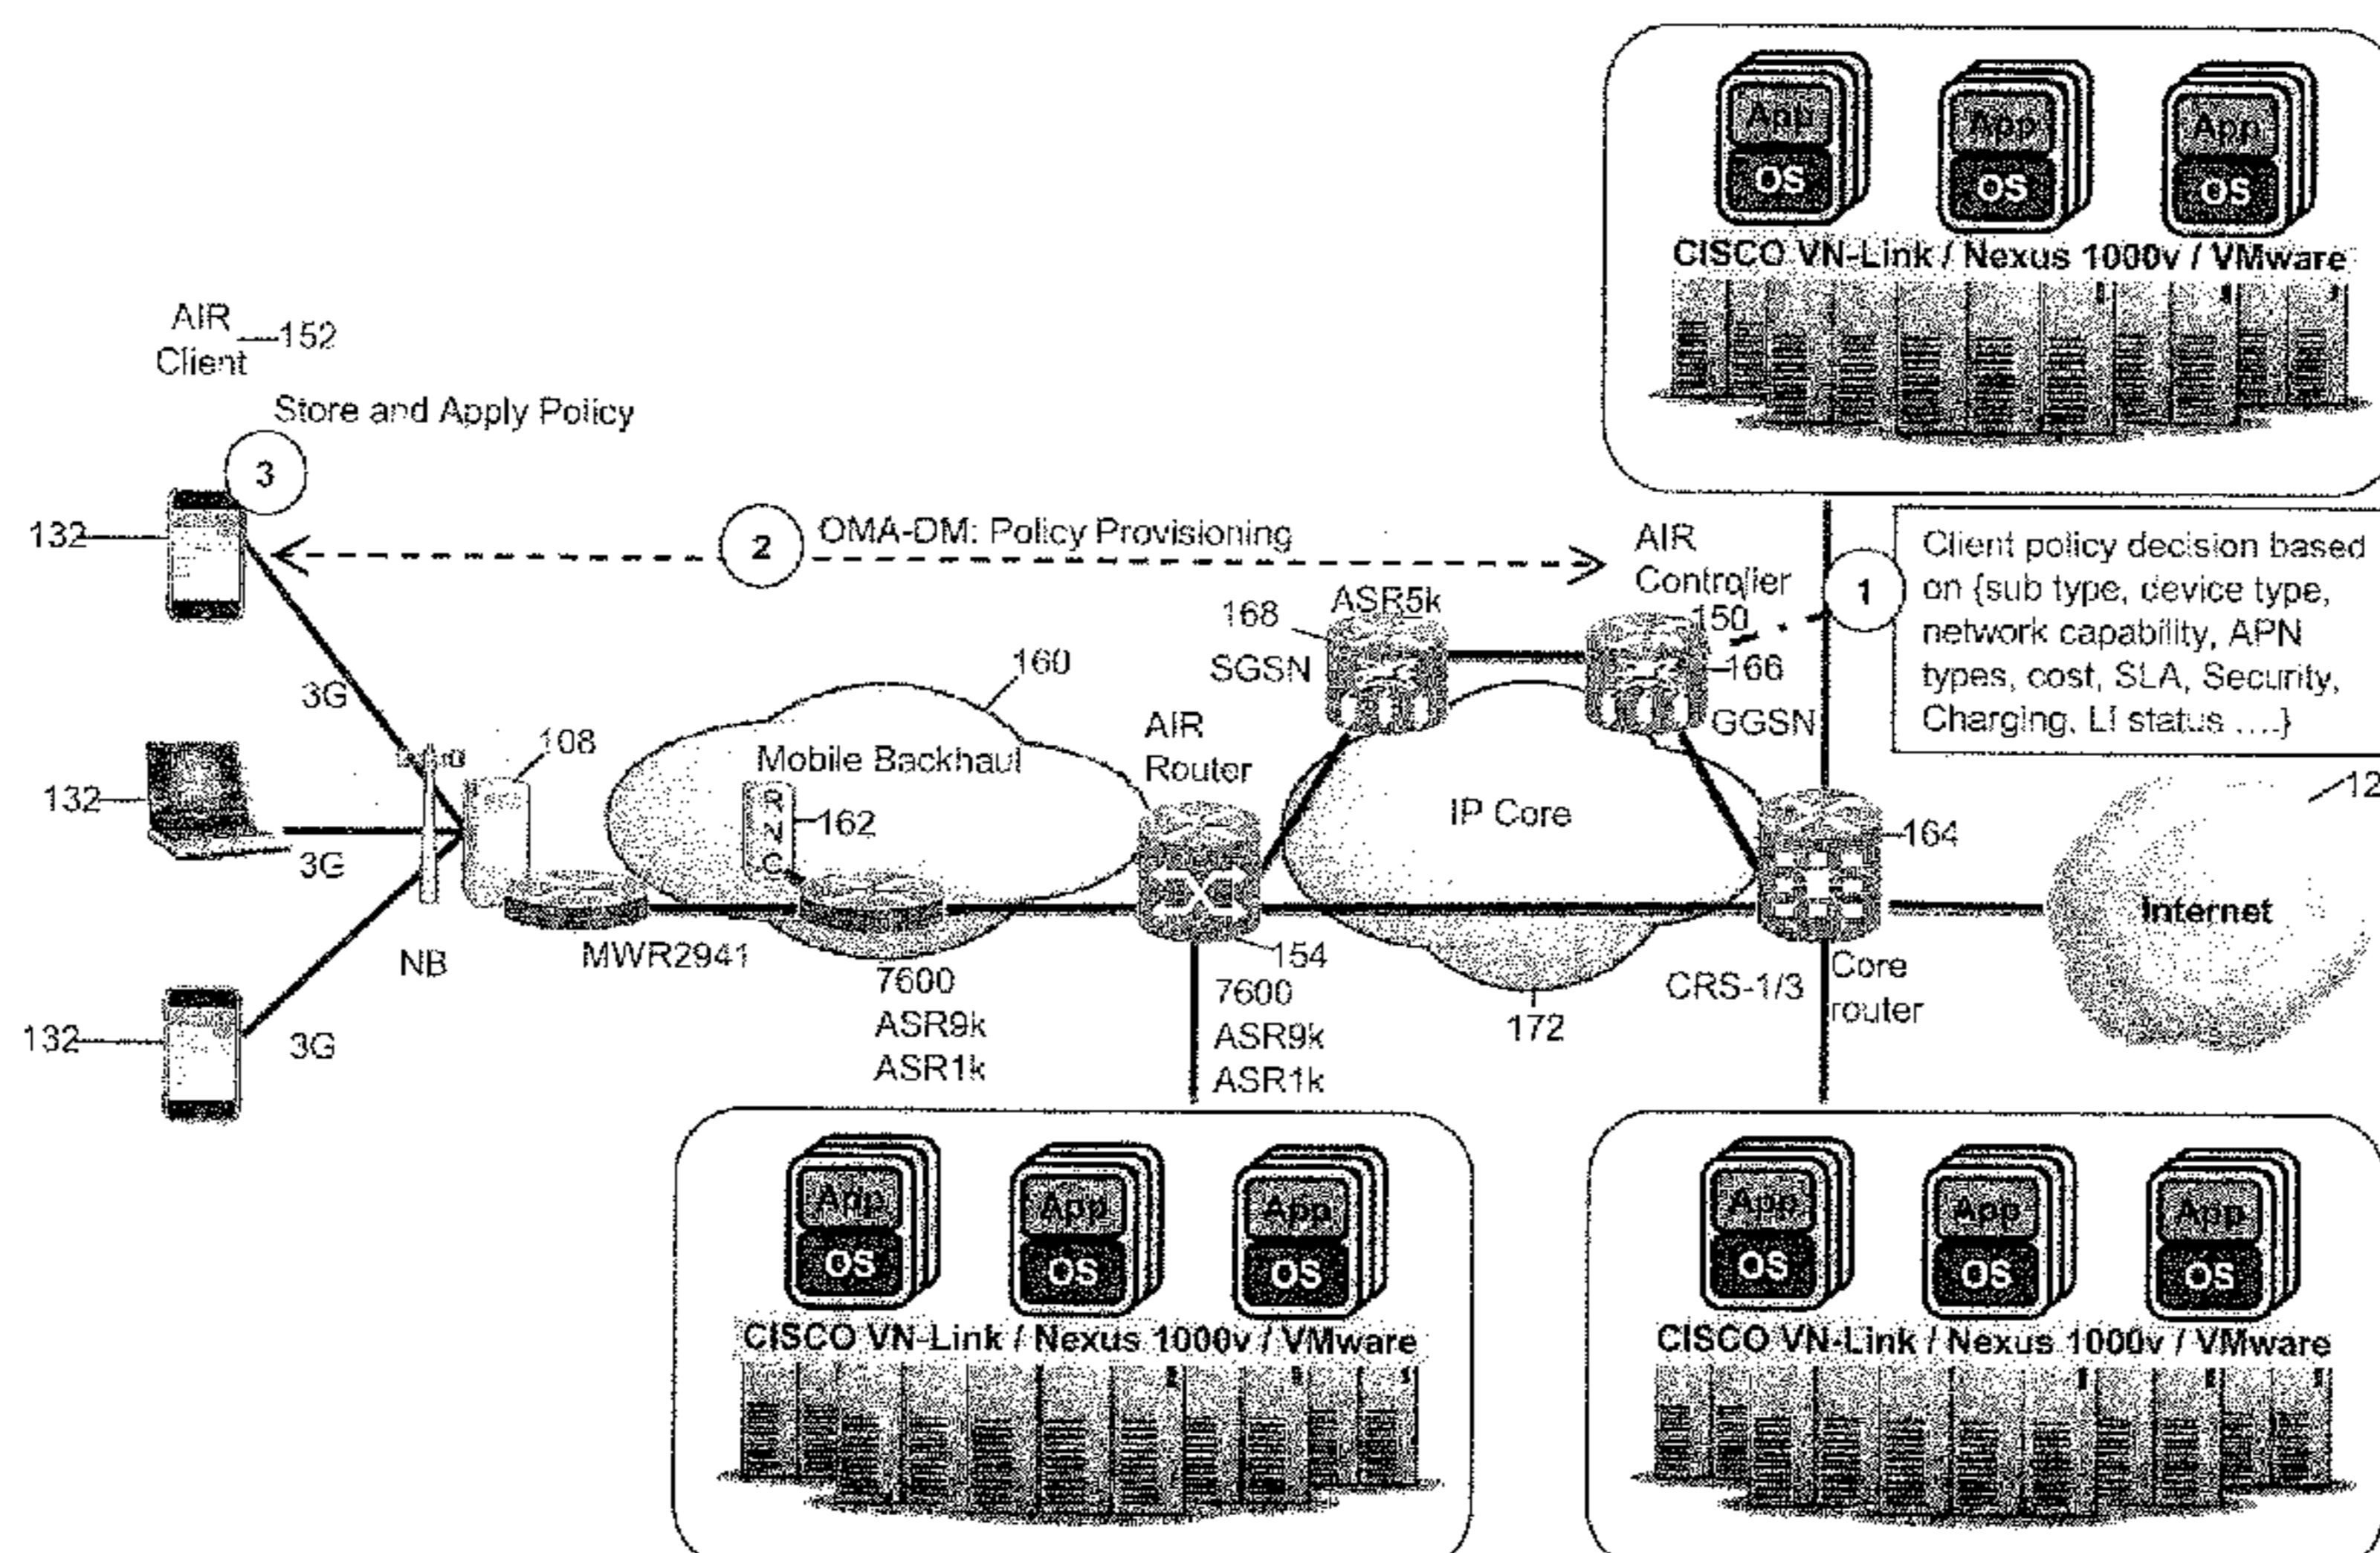 App
App
App
OS
OS
OS
CISCO VN-Link / Nexus 1000v / VMware
AIR
Client
152
Store and Apply Policy
3
132
2
OMA-DM: Policy Provisioning
AIR
Controller
150
1
Client policy decision based
on {sub type, device type,
network capability, APN
types, cost, SLA, Security,
Charging, LI status ....}
168
ASR5k
SGSN
166
GGSN
3G
160
108
Mobile Backhaul
AIR
Router
132
3G
RNC
162
IP Core
164
12
Internet
NB
MWR2941
154
7600
ASR9k
ASR1k
7600
ASR9k
ASR1k
172
CRS-1/3
Core
router
132
3G
App
App
App
OS
OS
OS
CISCO VN-Link / Nexus 1000v / VMware
App
App
App
OS
OS
OS
CISCO VN-Link / Nexus 1000v / VMware